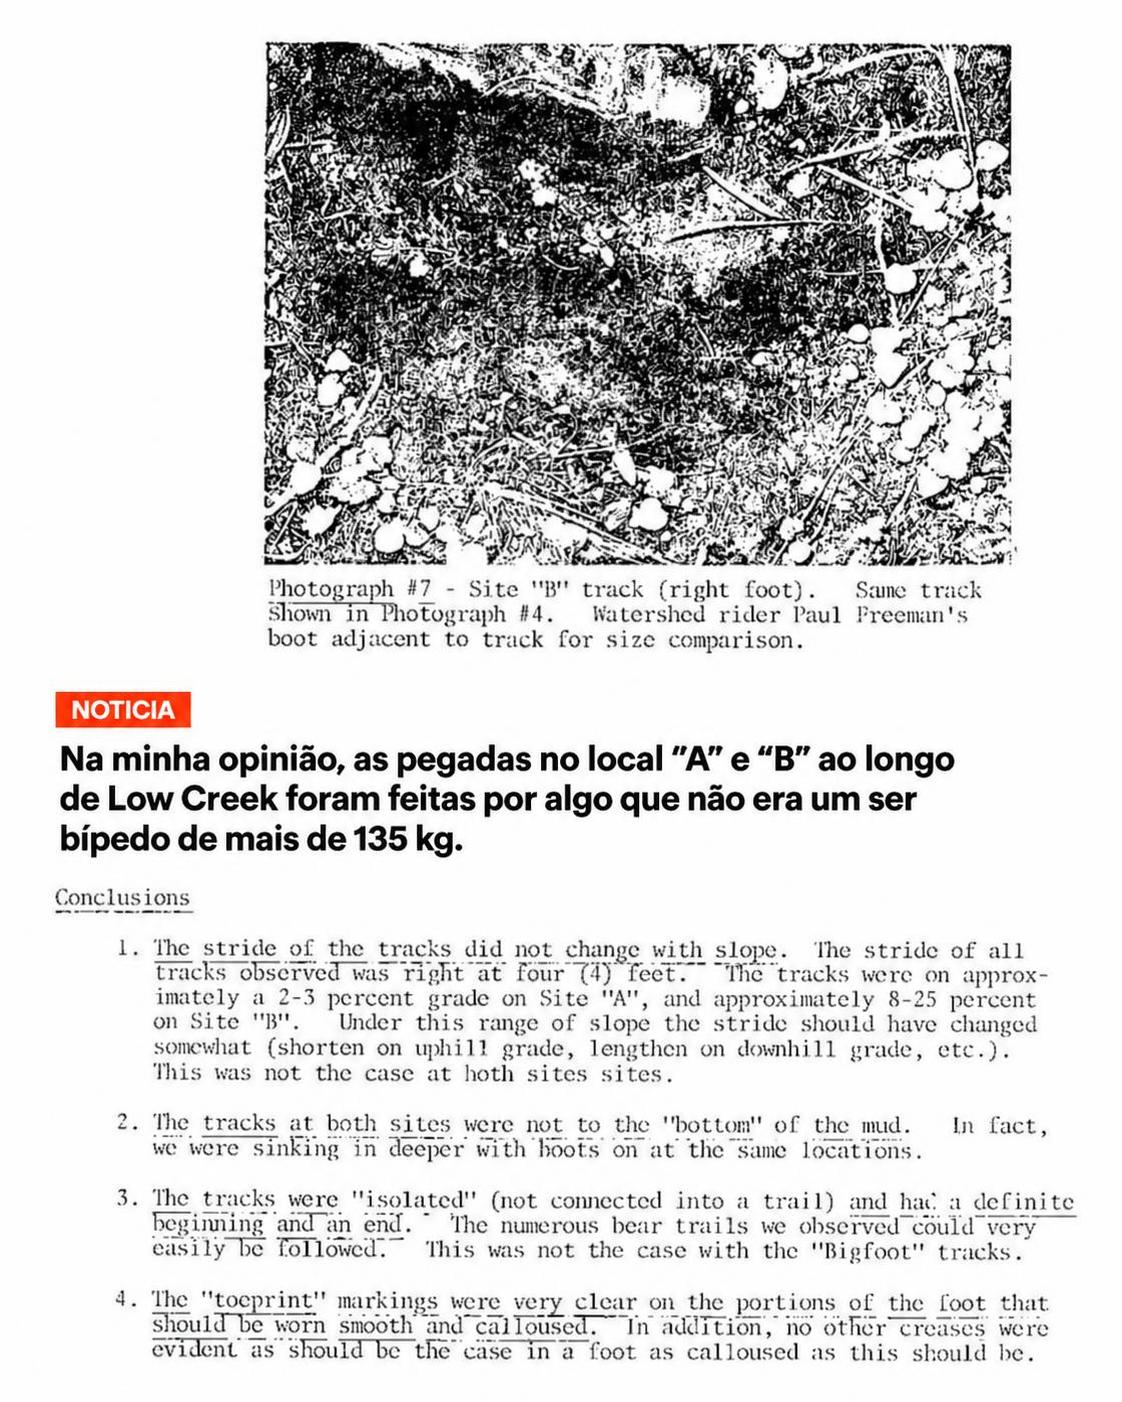 Photograph #7 - Site "B" track (right foot). Same track
shown in Photograph #4. Watershed rider Paul Freeman's
boot adjacent to track for size comparison.
NOTICIA
Na minha opinião, as pegadas no local "A" e "B" ao longo
de Low Creek foram feitas por algo que não era um ser
bípedo de mais de 135 kg.
Conclusions
1. The stride of the tracks did not change with slope. The stride of all
tracks observed was right at four (4) feet. The tracks were on approx-
imately a 2-3 percent grade on Site "A", and approximately 8-25 percent
on Site "B". Under this range of slope the stride should have changed
somewhat (shorten on uphill grade, lengthen on downhill grade, etc.).
This was not the case at both sites sites.
2. The tracks at both sites were not to the "bottom" of the mud. In fact,
we were sinking in deeper with boots on at the same locations.
3. The tracks were "isolated" (not connected into a trail) and had a definite
beginning and an end. The numerous bear trails we observed could very
easily be followed. This was not the case with the "Bigfoot" tracks.
4. The "toeprint" markings were very clear on the portions of the foot that
should be worn smooth and calloused. In addition, no other creases were
evident as should be the case in a foot as calloused as this should be.